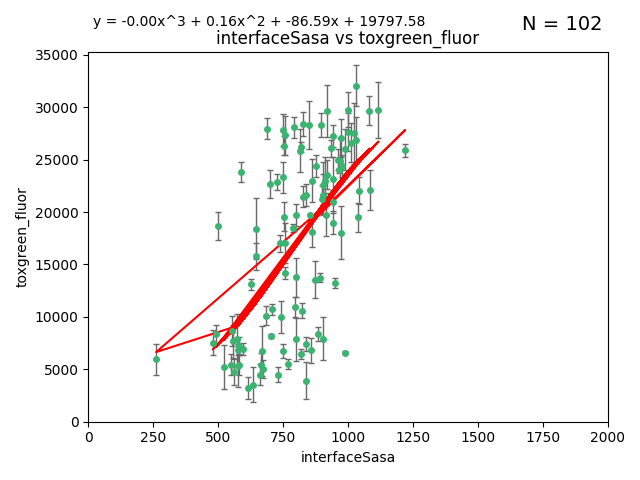 y = -0.00x^3 + 0.16x^2 + -86.59x + 19797.58
N = 102
interfaceSasa vs toxgreen_fluor
35000
30000
25000
20000
15000
10000
5000
0
toxgreen_fluor
0 250 500 750 1000 1250 1500 1750 2000
interfaceSasa